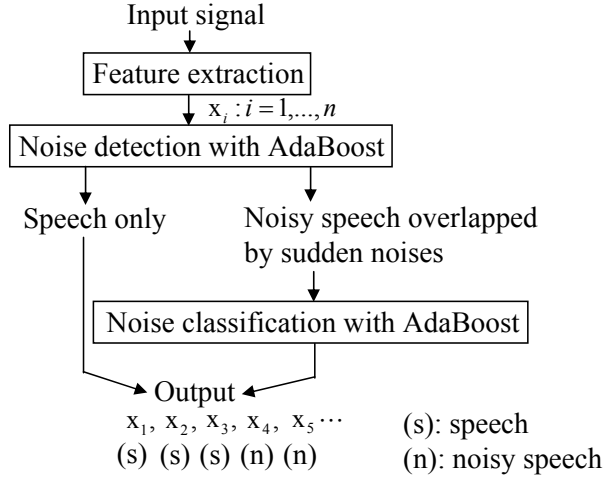 Input signal
Feature extraction
x_i : i = 1,...,n
Noise detection with AdaBoost
Speech only
Noisy speech overlapped
by sudden noises
Noise classification with AdaBoost
Output
x_1, x_2, x_3, x_4, x_5 ...
(s) (s) (s) (n) (n)
(s): speech
(n): noisy speech